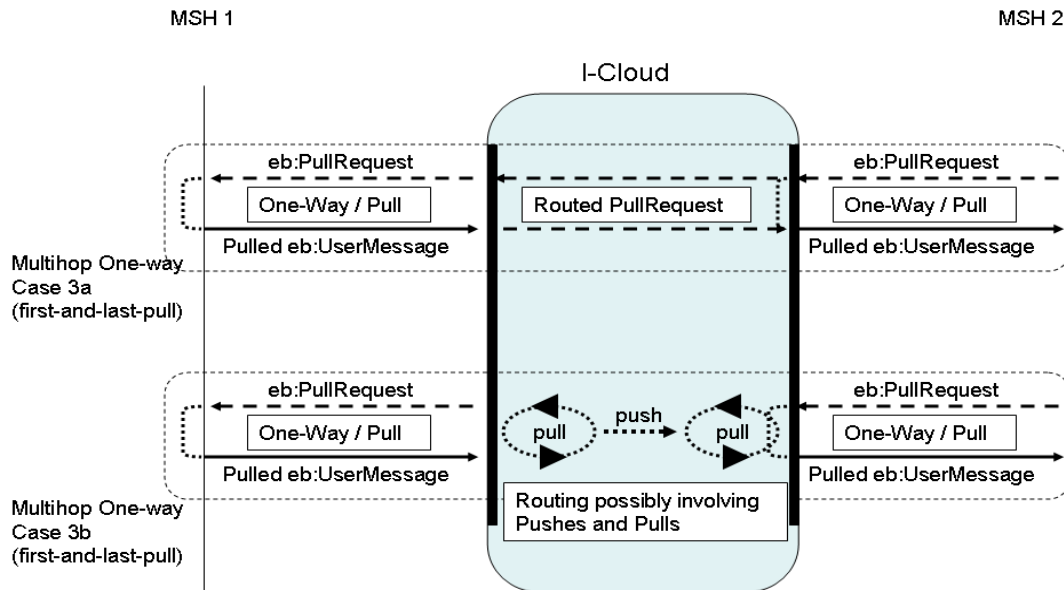 MSH 1
MSH 2
I-Cloud
eb:PullRequest
eb:PullRequest
One-Way / Pull
Routed PullRequest
One-Way / Pull
Pulled eb:UserMessage
Pulled eb:UserMessage
Multihop One-way
Case 3a
(first-and-last-pull)
eb:PullRequest
eb:PullRequest
One-Way / Pull
pull
push
pull
One-Way / Pull
Pulled eb:UserMessage
Pulled eb:UserMessage
Routing possibly involving
Pushes and Pulls
Multihop One-way
Case 3b
(first-and-last-pull)